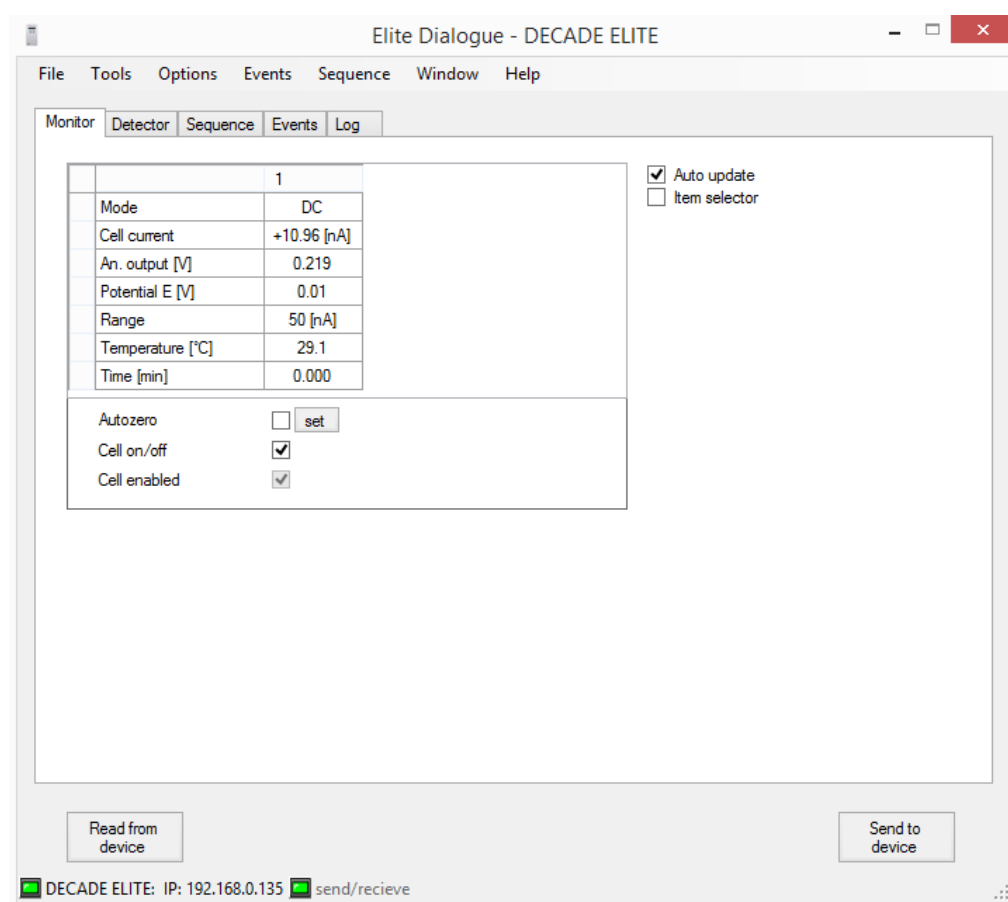 Elite Dialogue - DECADE ELITE
File Tools Options Events Sequence Window Help
Monitor Detector Sequence Events Log
1
Mode DC
Cell current +10.96 [nA]
An. output [V] 0.219
Potential E [V] 0.01
Range 50 [nA]
Temperature [°C] 29.1
Time [min] 0.000
Auto update
Item selector
Autozero set
Cell on/off
Cell enabled
Read from
device
Send to
device
DECADE ELITE: IP: 192.168.0.135 send/recieve